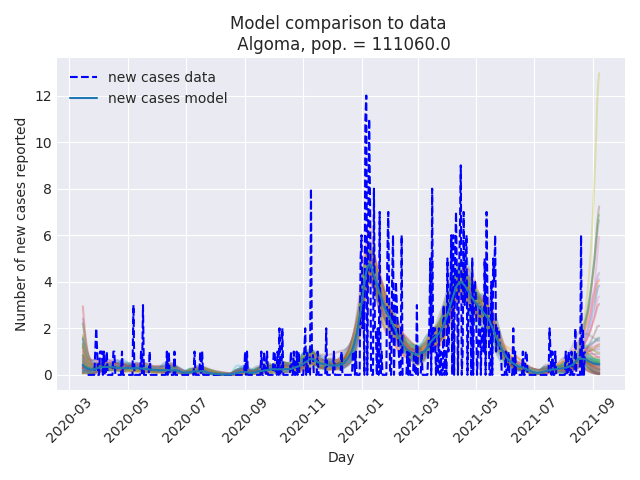 Model comparison to data
Algoma, pop. = 111060.0
new cases data
new cases model
Number of new cases reported
12
10
8
6
4
2
0
2020-03
2020-05
2020-07
2020-09
2020-11
2021-01
2021-03
2021-05
2021-07
2021-09
Day